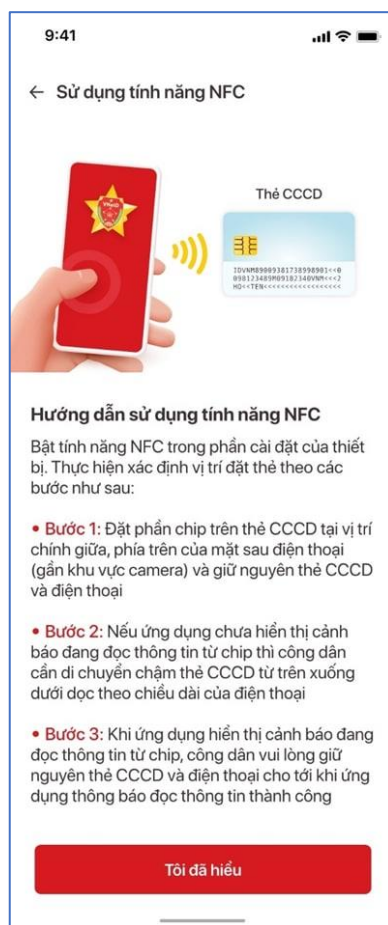 9:41
← Sử dụng tính năng NFC
VNeID
Thẻ CCCD
IDVNM89009381738998901<<0
098123489M09102340VNM<<<2
HO<<TEN<<<<<<<<<<<<<<<<<<
Hướng dẫn sử dụng tính năng NFC
Bật tính năng NFC trong phần cài đặt của thiết
bị. Thực hiện xác định vị trí đặt thẻ theo các
bước như sau:
• Bước 1: Đặt phần chip trên thẻ CCCD tại vị trí
chính giữa, phía trên của mặt sau điện thoại
(gần khu vực camera) và giữ nguyên thẻ CCCD
và điện thoại
• Bước 2: Nếu ứng dụng chưa hiển thị cảnh
báo đang đọc thông tin từ chip thì công dân
cần di chuyển chậm thẻ CCCD từ trên xuống
dưới dọc theo chiều dài của điện thoại
• Bước 3: Khi ứng dụng hiển thị cảnh báo đang
đọc thông tin từ chip, công dân vui lòng giữ
nguyên thẻ CCCD và điện thoại cho tới khi ứng
dụng thông báo đọc thông tin thành công
Tôi đã hiểu